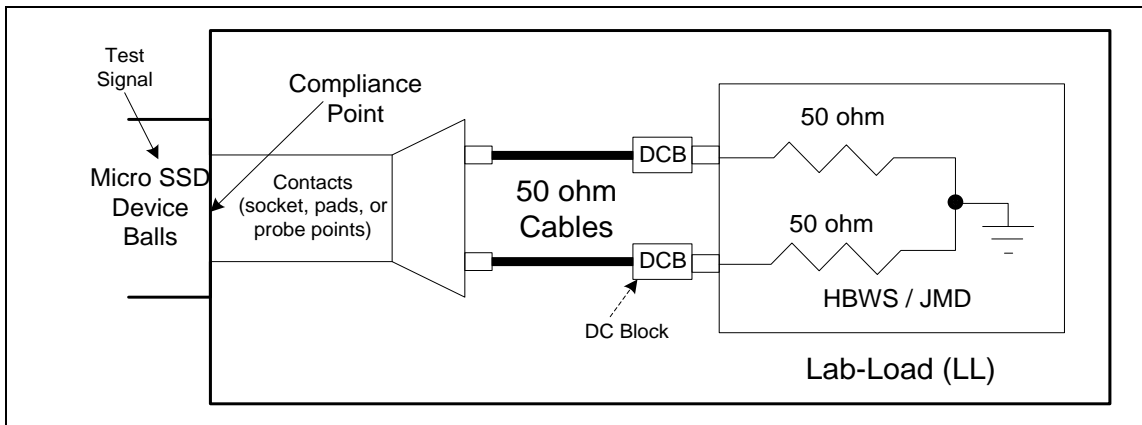 Test
Signal
Compliance
Point
Micro SSD
Device
Balls
Contacts
(socket, pads, or
probe points)
50 ohm
Cables
DCB
DCB
DC Block
50 ohm
50 ohm
HBWS / JMD
Lab-Load (LL)